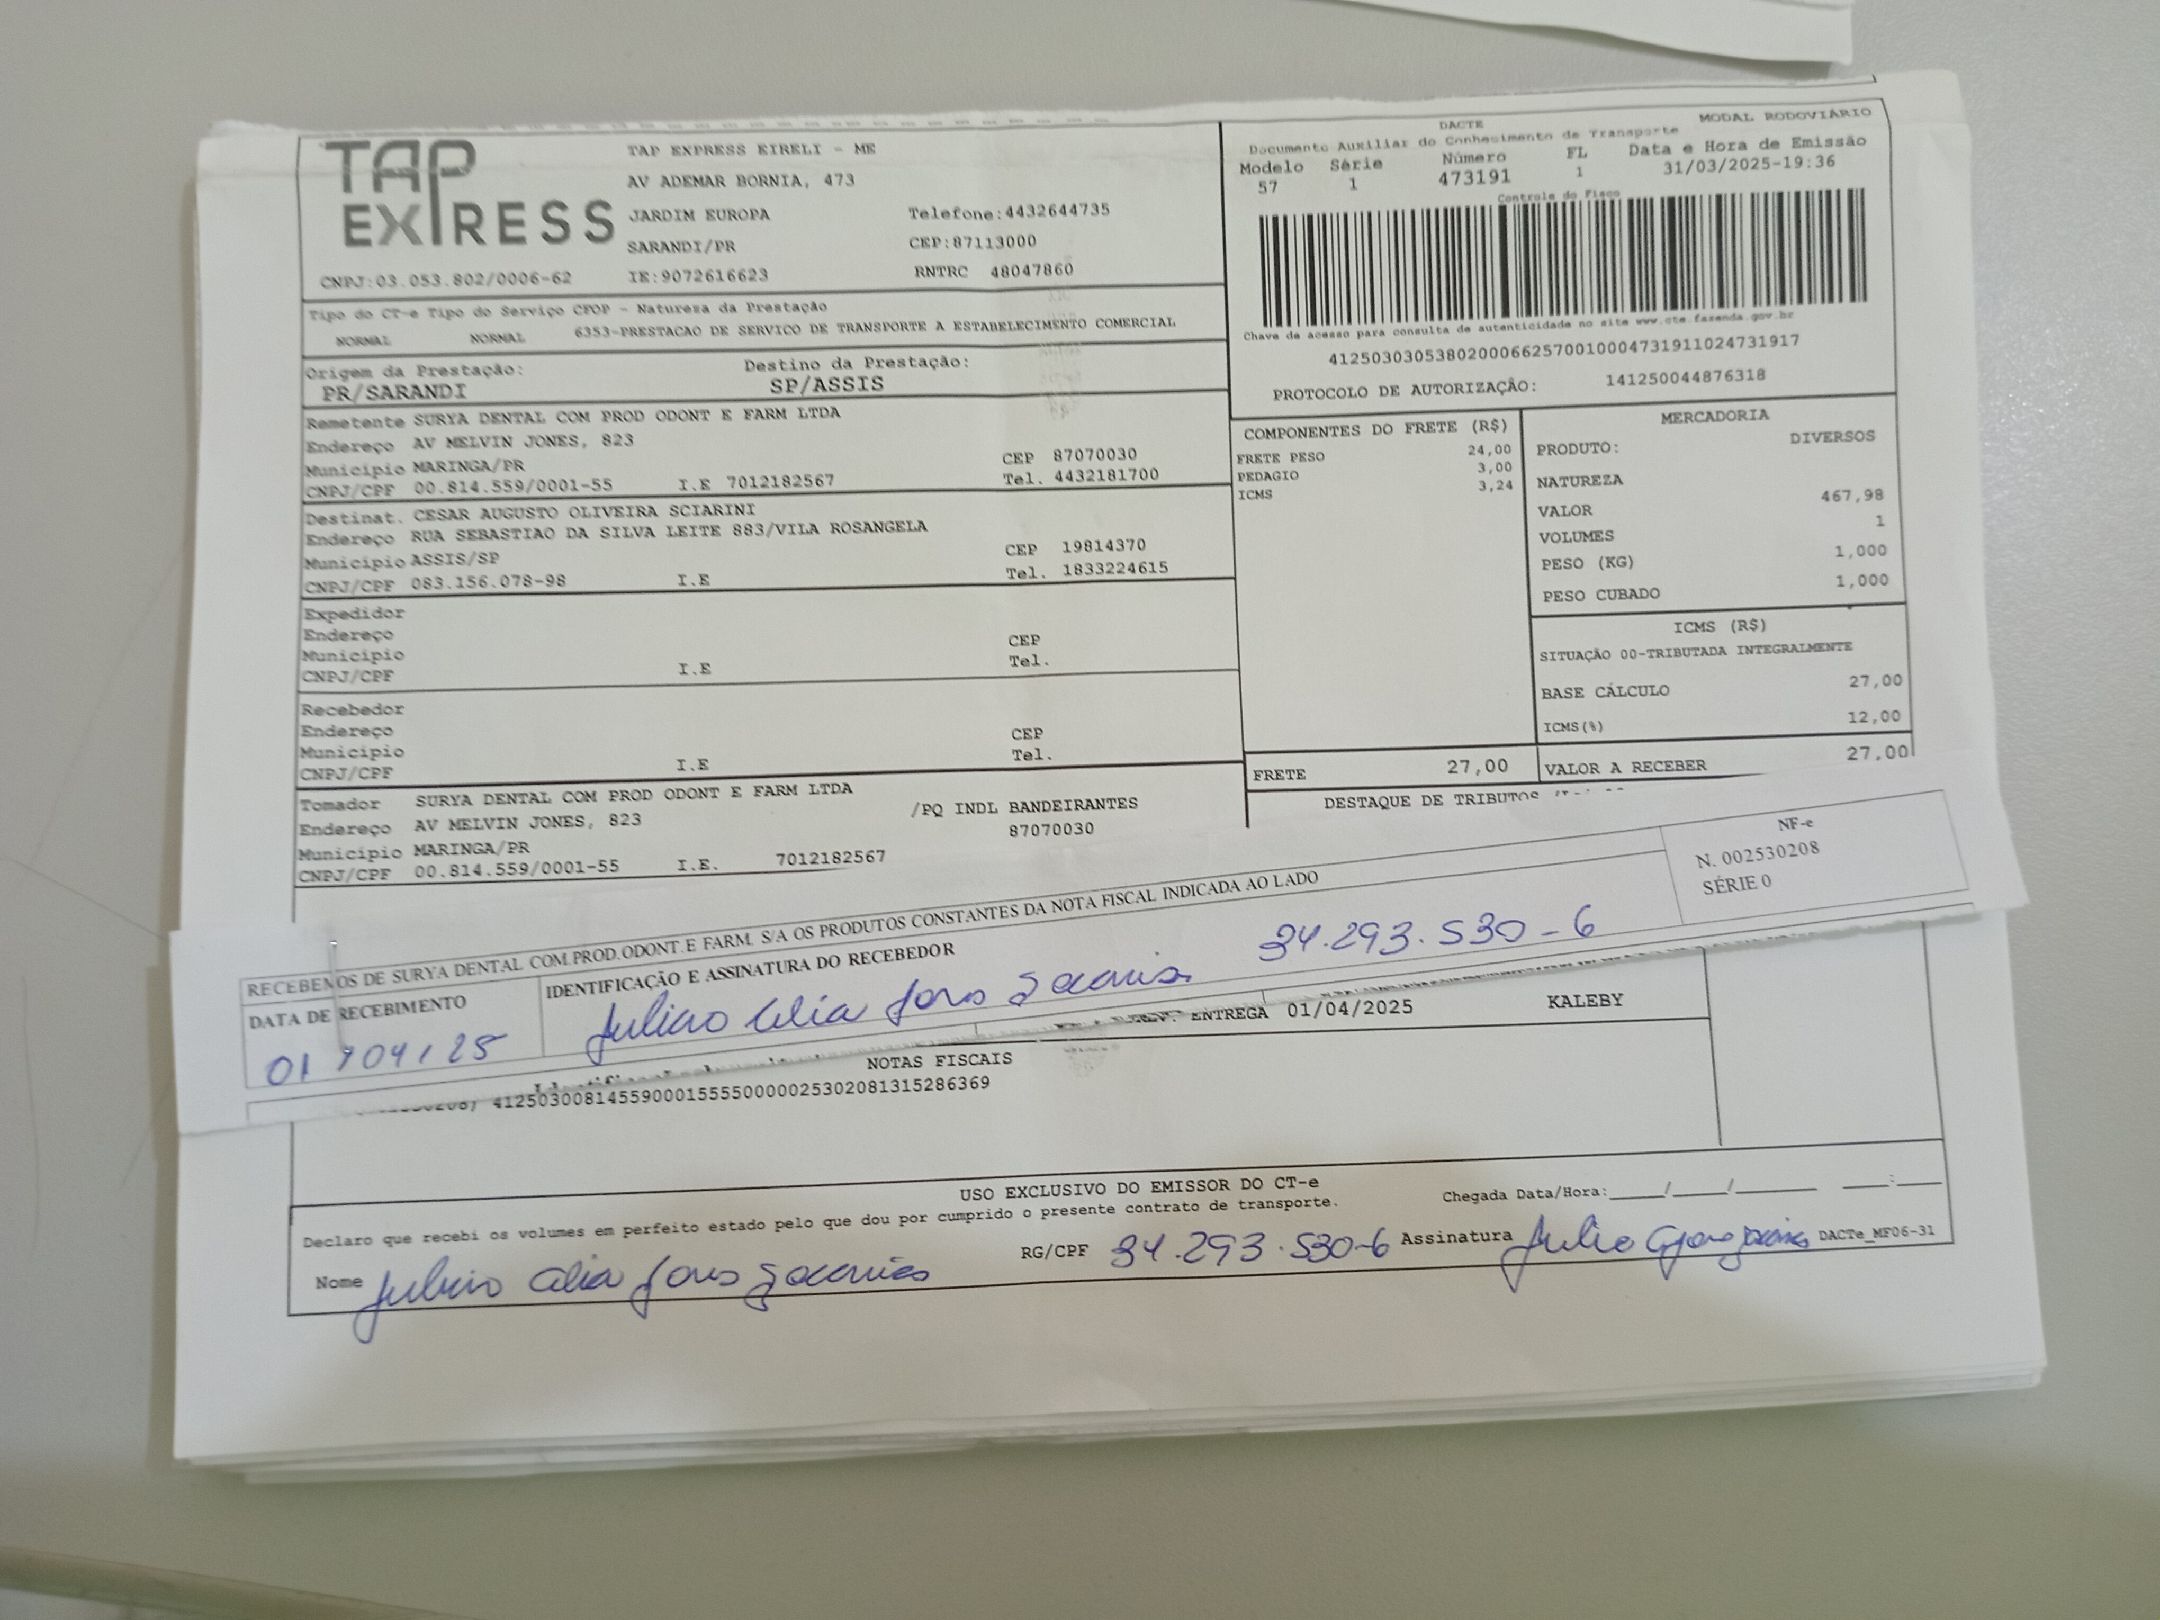 TAP EXPRESS
TAP EXPRESS EIRELI - ME
AV ADEMAR BORNIA, 473
JARDIM EUROPA Telefone:4432644735
SARANDI/PR CEP:87113000
CNPJ:03.053.802/0006-62 IE:9072616623 RNTRC 48047860
MODAL RODOVIÁRIO
DACTE
Documento Auxiliar do Conhecimento de Transporte
Modelo Série Número FL Data e Hora de Emissão
57 1 473191 1 31/03/2025-19:36
Controle do Fisco
Chave de acesso para consulta de autenticidade no site www.cte.fazenda.gov.br
41250303053802000662570010004731911024731917
PROTOCOLO DE AUTORIZAÇÃO: 141250044876318
Tipo do CT-e Tipo do Serviço CFOP - Natureza da Prestação
NORMAL NORMAL 6353-PRESTACAO DE SERVICO DE TRANSPORTE A ESTABELECIMENTO COMERCIAL
Origem da Prestação: Destino da Prestação:
PR/SARANDI SP/ASSIS
Remetente SURYA DENTAL COM PROD ODONT E FARM LTDA
Endereço AV MELVIN JONES, 823
Município MARINGA/PR CEP 87070030
CNPJ/CPF 00.814.559/0001-55 I.E 7012182567 Tel. 4432181700
Destinat. CESAR AUGUSTO OLIVEIRA SCIARINI
Endereço RUA SEBASTIAO DA SILVA LEITE 883/VILA ROSANGELA
Município ASSIS/SP CEP 19814370
CNPJ/CPF 083.156.078-98 I.E Tel. 1833224615
Expedidor
Endereço
Município CEP
CNPJ/CPF I.E Tel.
Recebedor
Endereço
Município CEP
CNPJ/CPF I.E Tel.
Tomador SURYA DENTAL COM PROD ODONT E FARM LTDA
Endereço AV MELVIN JONES, 823 /PQ INDL BANDEIRANTES
Município MARINGA/PR 87070030
CNPJ/CPF 00.814.559/0001-55 I.E. 7012182567
COMPONENTES DO FRETE (R$)
FRETE PESO 24,00
PEDAGIO 3,00
ICMS 3,24
FRETE 27,00
MERCADORIA
PRODUTO: DIVERSOS
NATUREZA
VALOR 467,98
VOLUMES 1
PESO (KG) 1,000
PESO CUBADO 1,000
ICMS (R$)
SITUAÇÃO 00-TRIBUTADA INTEGRALMENTE
BASE CÁLCULO 27,00
ICMS(%) 12,00
VALOR A RECEBER 27,00
DESTAQUE DE TRIBUTOS
RECEBEMOS DE SURYA DENTAL COM.PROD.ODONT.E FARM. S/A OS PRODUTOS CONSTANTES DA NOTA FISCAL INDICADA AO LADO
NF-e
N. 002530208
SÉRIE 0
DATA DE RECEBIMENTO IDENTIFICAÇÃO E ASSINATURA DO RECEBEDOR
01/04/25 34.293.530-6
ENTREGA 01/04/2025 KALEBY
NOTAS FISCAIS
41250300814559000155550000025302081315286369
USO EXCLUSIVO DO EMISSOR DO CT-e
Declaro que recebi os volumes em perfeito estado pelo que dou por cumprido o presente contrato de transporte. Chegada Data/Hora:____/____/______ ____:____
Nome RG/CPF 34.293.530-6 Assinatura DACTe_MF06-31